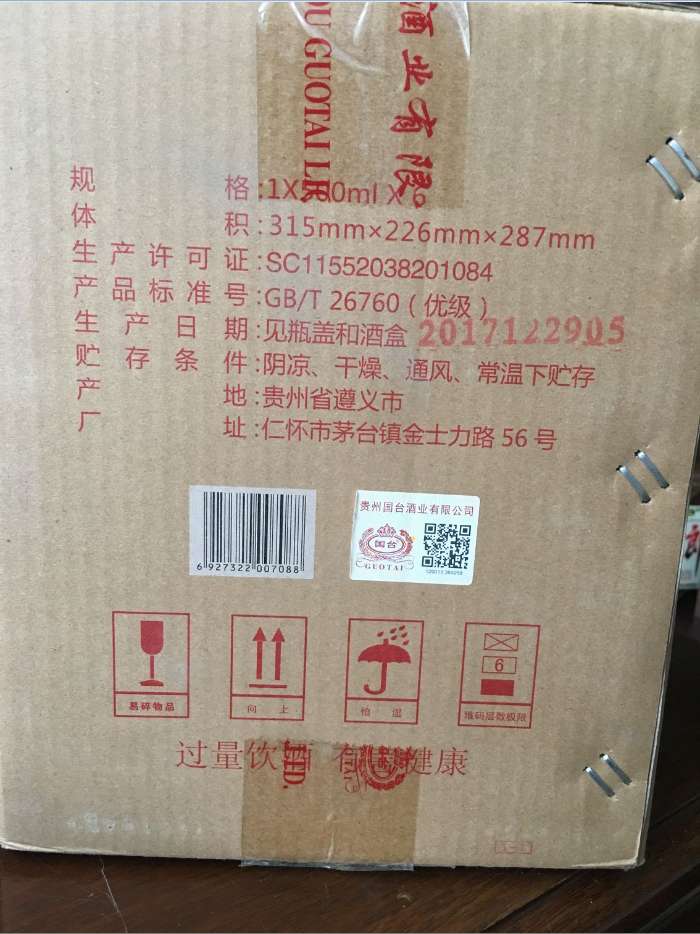 酒业有限
OU GUOTAI LI
规 格:1X 0ml X 6
体 积:315mm×226mm×287mm
生产许可证:SC11552038201084
产品标准号:GB/T 26760(优级)
生产日期:见瓶盖和酒盒 2017122905
贮存条件:阴凉、干燥、通风、常温下贮存
产 地:贵州省遵义市
厂 址:仁怀市茅台镇金士力路 56 号
6 927322 007088
贵州国台酒业有限公司
国台
GUOTAI
6
易碎物品
向 上
怕 湿
堆码层数极限
过量饮酒 有 健康
TED.